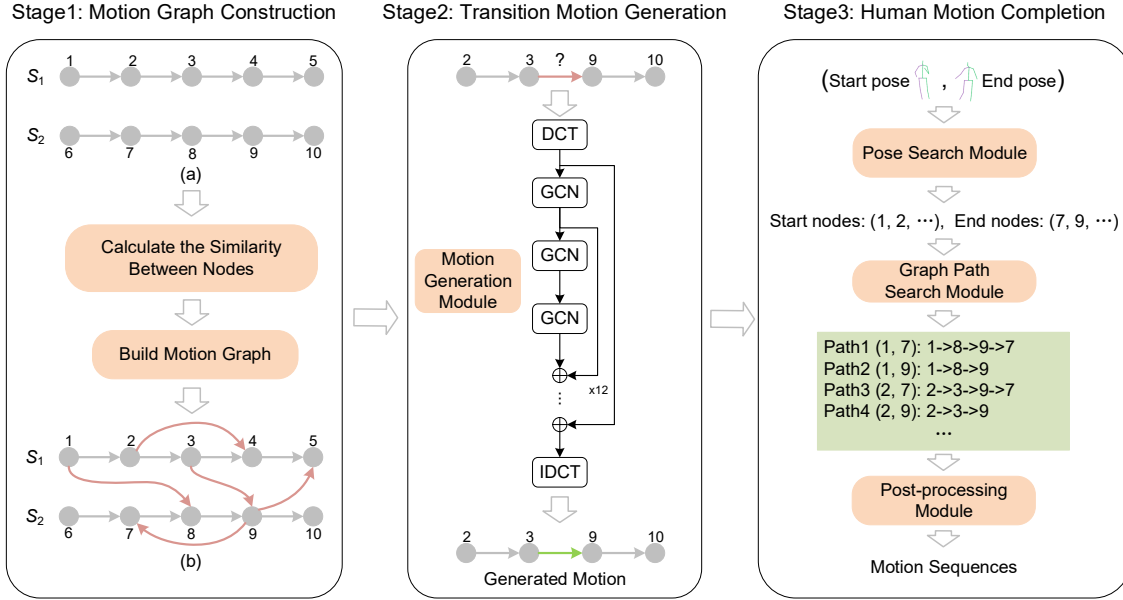 Stage1: Motion Graph Construction
1 2 3 4 5
S1
S2
6 7 8 9 10
(a)
Calculate the Similarity
Between Nodes
Build Motion Graph
1 2 3 4 5
S1
S2
6 7 8 9 10
(b)
Stage2: Transition Motion Generation
?
2 3 9 10
DCT
GCN
Motion
Generation
Module
GCN
GCN
x12
...
IDCT
2 3 9 10
Generated Motion
Stage3: Human Motion Completion
(Start pose , End pose)
Pose Search Module
Start nodes: (1, 2, ···), End nodes: (7, 9, ···)
Graph Path
Search Module
Path1 (1, 7): 1->8->9->7
Path2 (1, 9): 1->8->9
Path3 (2, 7): 2->3->9->7
Path4 (2, 9): 2->3->9
···
Post-processing
Module
Motion Sequences